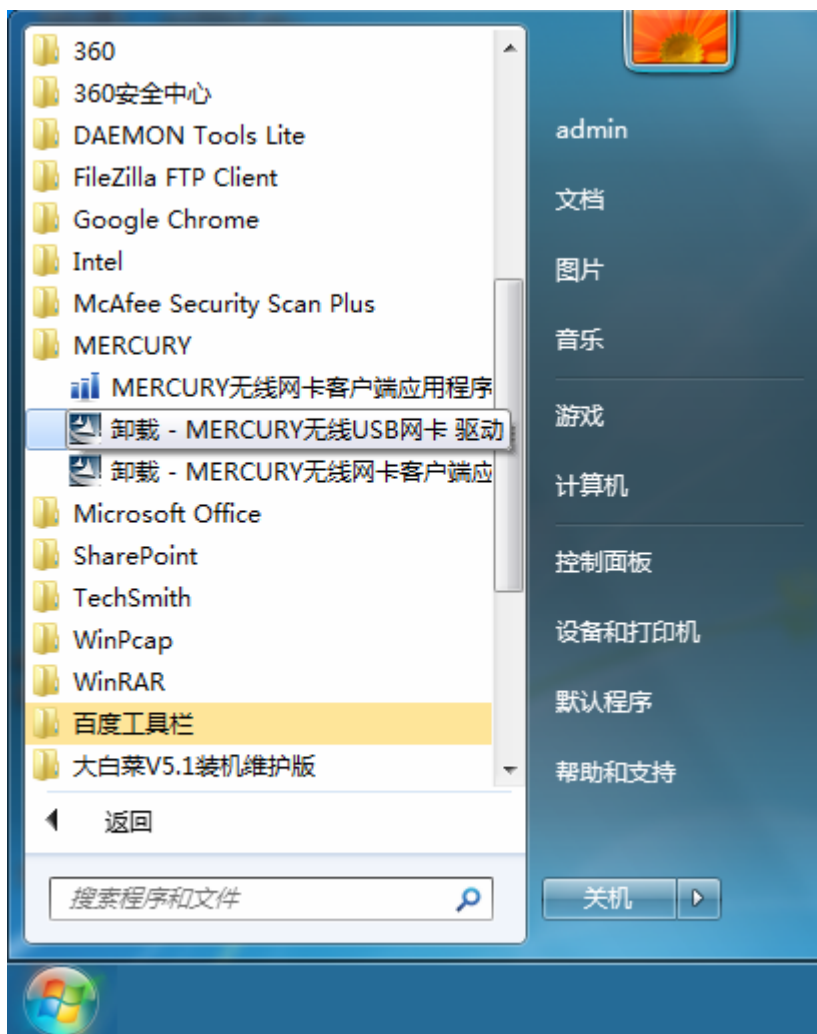 360
360安全中心
DAEMON Tools Lite
FileZilla FTP Client
Google Chrome
Intel
McAfee Security Scan Plus
MERCURY
MERCURY无线网卡客户端应用程序
卸载 - MERCURY无线USB网卡 驱动
卸载 - MERCURY无线网卡客户端应
Microsoft Office
SharePoint
TechSmith
WinPcap
WinRAR
百度工具栏
大白菜V5.1装机维护版
返回
搜索程序和文件
admin
文档
图片
音乐
游戏
计算机
控制面板
设备和打印机
默认程序
帮助和支持
关机